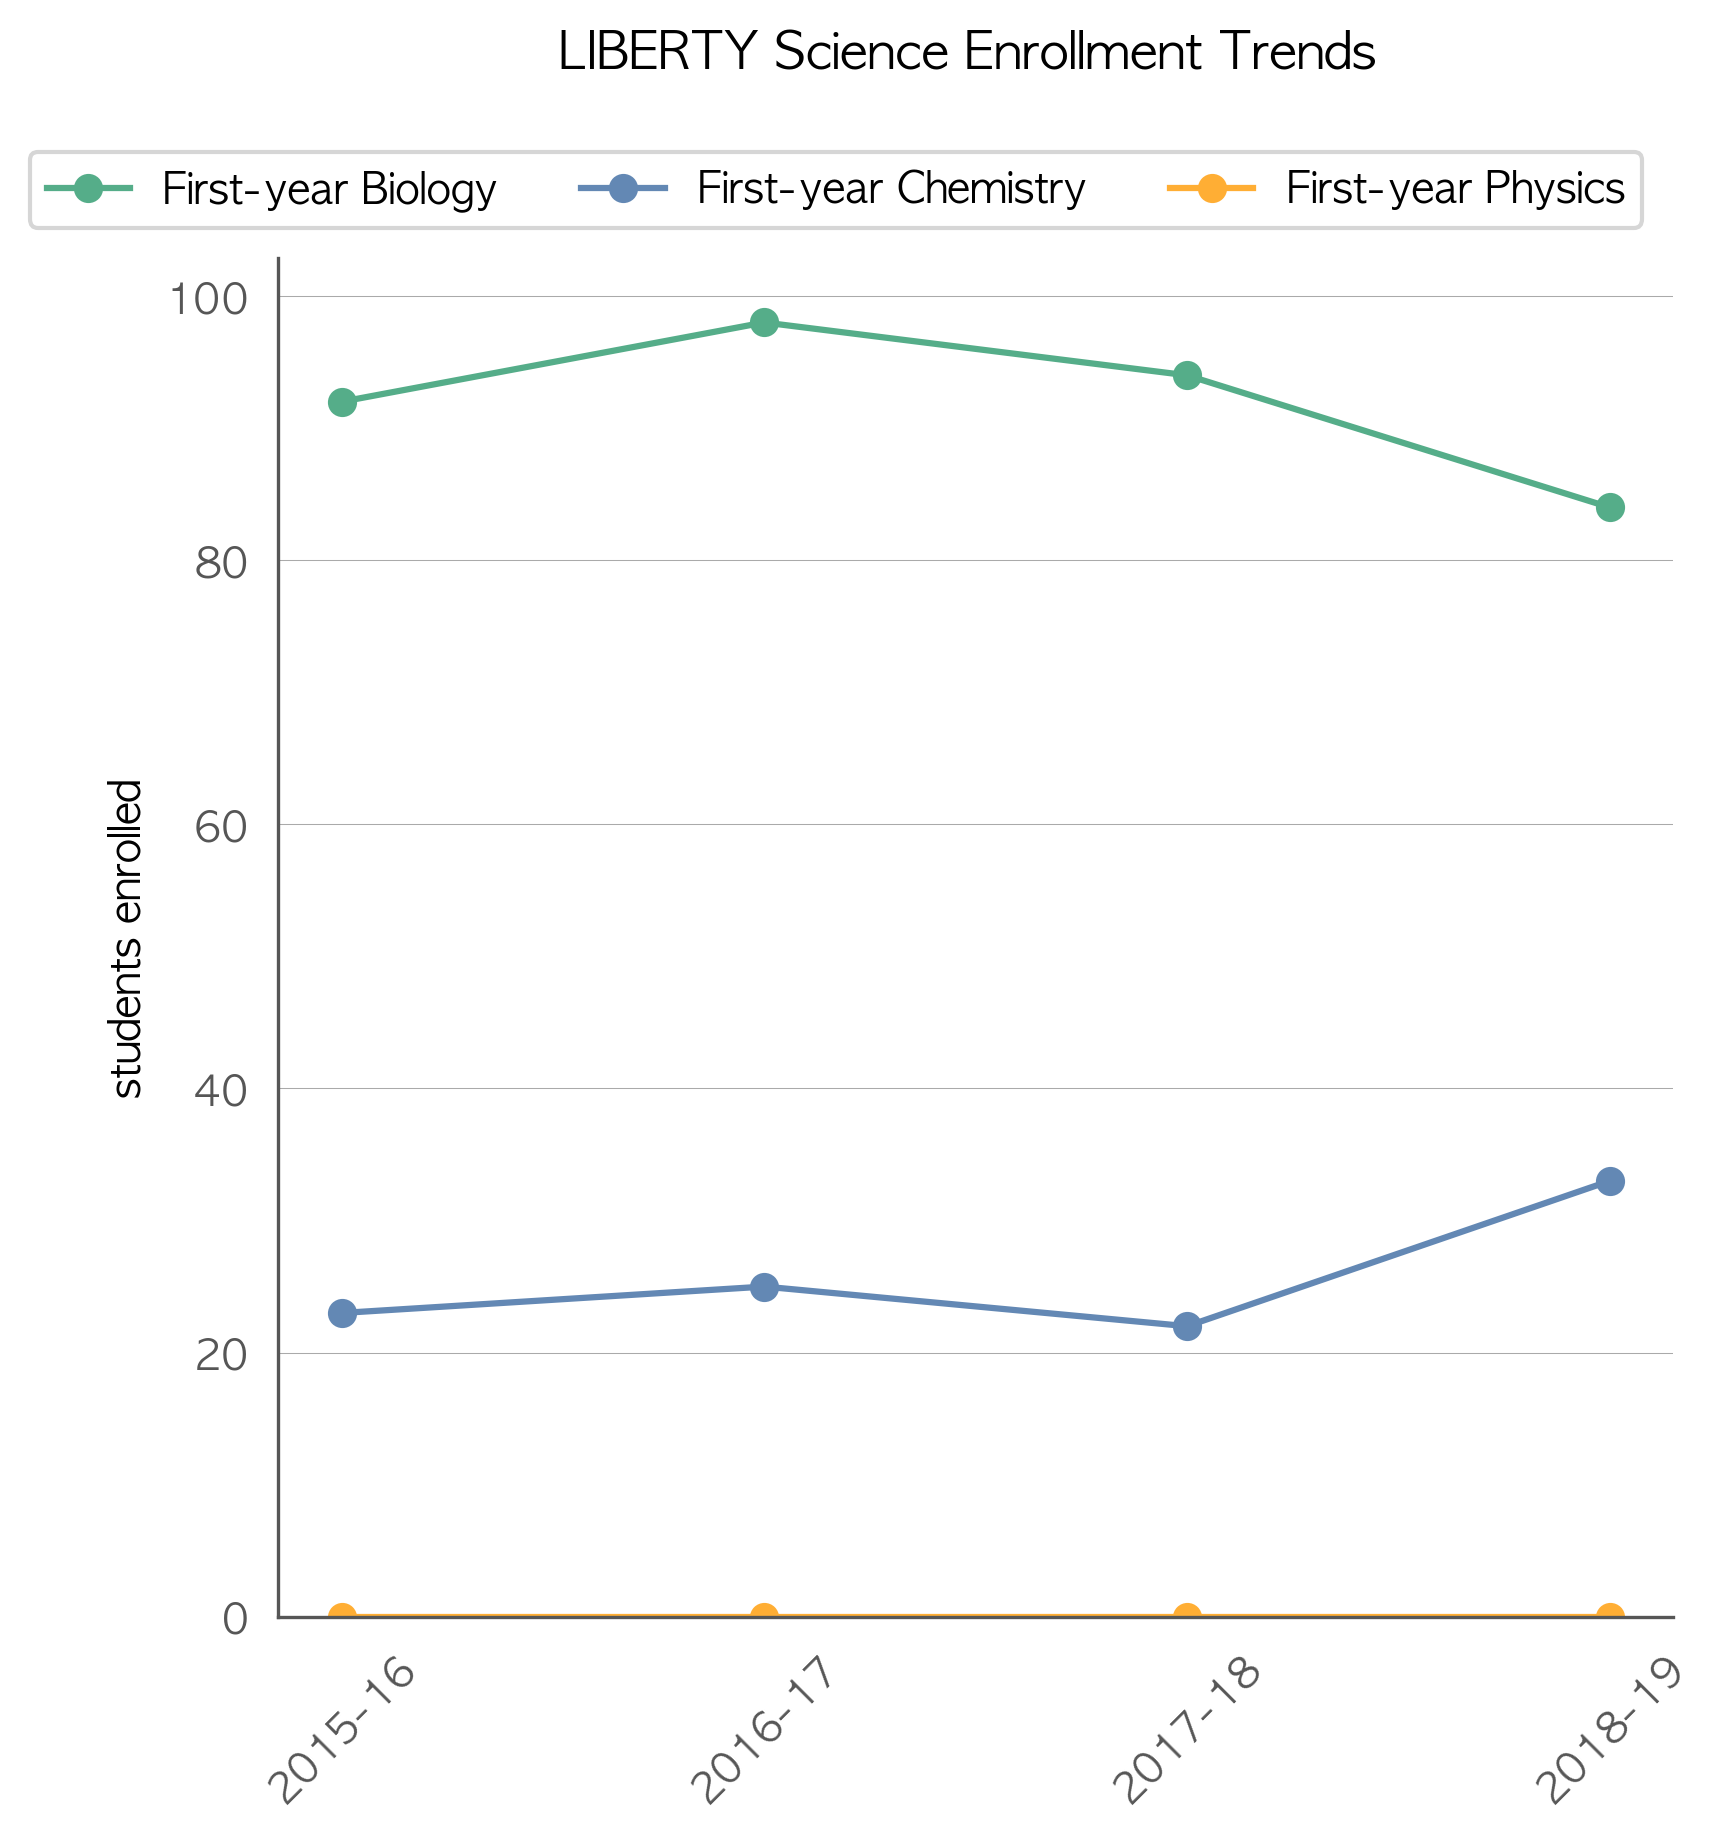 LIBERTY Science Enrollment Trends
First-year Biology First-year Chemistry First-year Physics
100
80
60
40
20
0
students enrolled
2015-16 2016-17 2017-18 2018-19